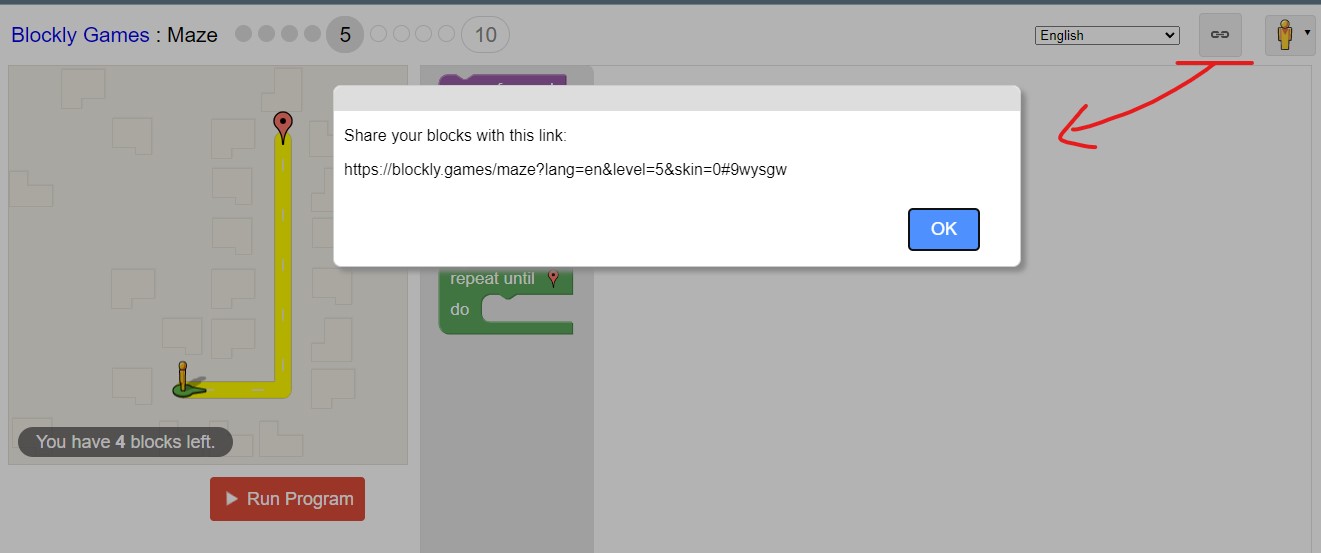 Blockly Games : Maze 5 10 English
Share your blocks with this link:
https://blockly.games/maze?lang=en&level=5&skin=0#9wysgw
OK
repeat until
do
You have 4 blocks left.
Run Program